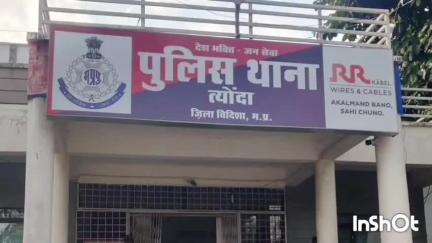 देश भक्ति - जन सेवा
पुलिस थाना
त्योंदा
ज़िला विदिशा, म.प्र.
RR KABEL
WIRES & CABLES
AKALMAND BANO,
SAHI CHUNO.
InShOt